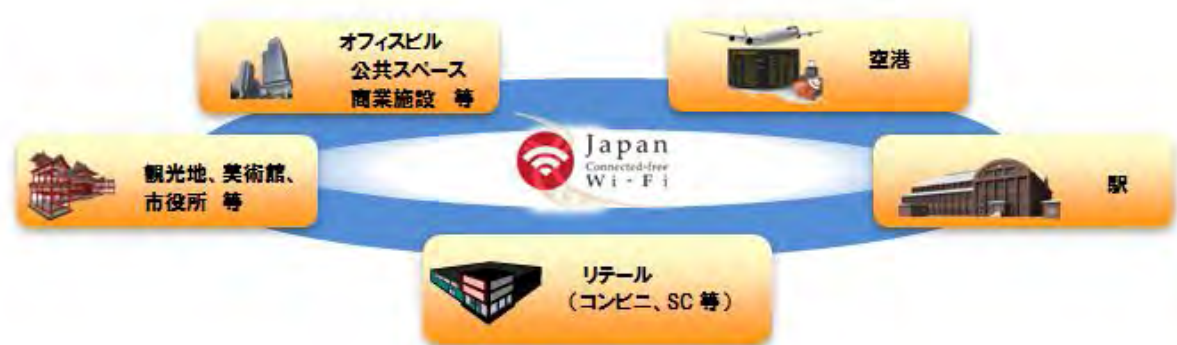 オフィスビル
公共スペース
商業施設 等
空港
観光地、美術館、
市役所 等
Japan
Connected-free
Wi-Fi
駅
リテール
(コンビニ、SC 等)